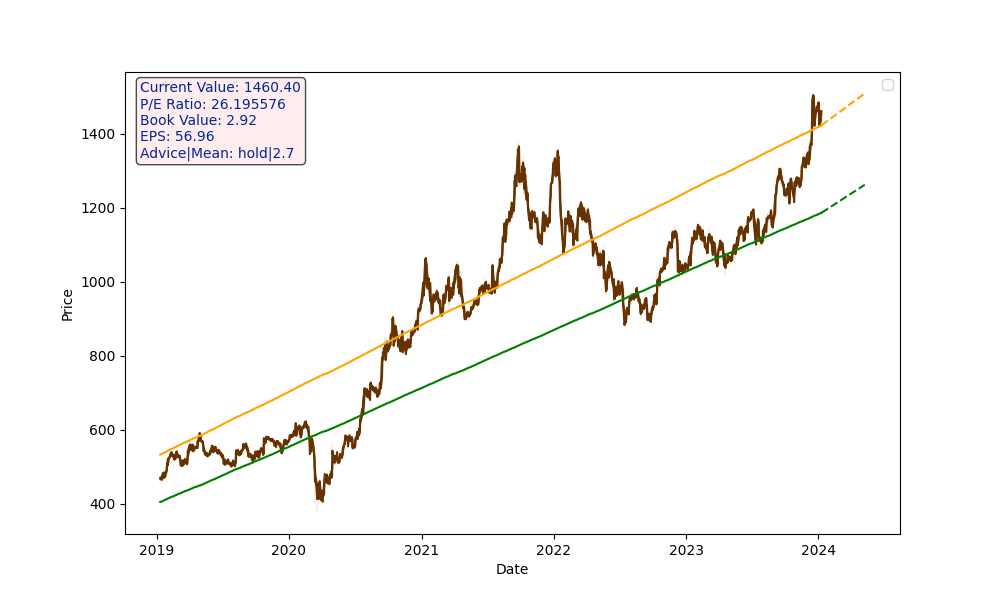 Current Value: 1460.40
P/E Ratio: 26.195576
Book Value: 2.92
EPS: 56.96
Advice|Mean: hold|2.7
1400
1200
1000
800
600
400
Price
2019 2020 2021 2022 2023 2024
Date